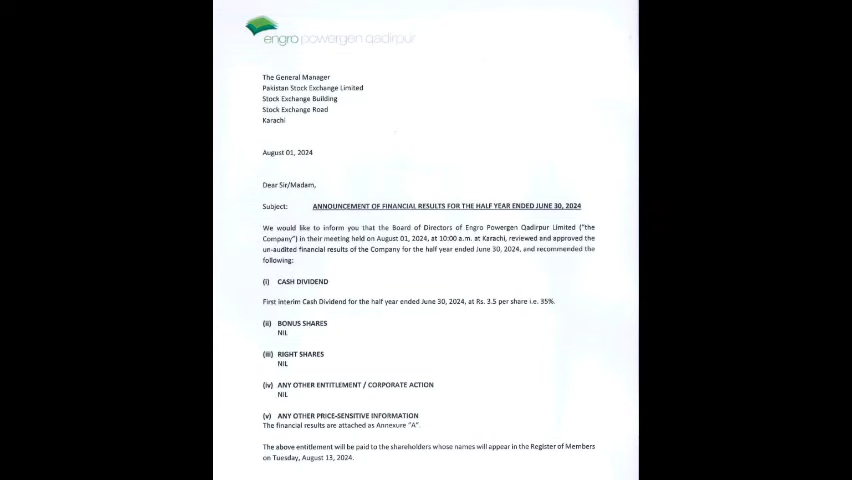 engro powergen qadirpur
The General Manager
Pakistan Stock Exchange Limited
Stock Exchange Building
Stock Exchange Road
Karachi
August 01, 2024
Dear Sir/Madam,
Subject: ANNOUNCEMENT OF FINANCIAL RESULTS FOR THE HALF YEAR ENDED JUNE 30, 2024
We would like to inform you that the Board of Directors of Engro Powergen Qadirpur Limited ("the
Company") in their meeting held on August 01, 2024, at 10:00 a.m. at Karachi, reviewed and approved the
un-audited financial results of the Company for the half year ended June 30, 2024, and recommended the
following:
(i) CASH DIVIDEND
First interim Cash Dividend for the half year ended June 30, 2024, at Rs. 3.5 per share i.e. 35%.
(ii) BONUS SHARES
NIL
(iii) RIGHT SHARES
NIL
(iv) ANY OTHER ENTITLEMENT / CORPORATE ACTION
NIL
(v) ANY OTHER PRICE-SENSITIVE INFORMATION
The financial results are attached as Annexure "A".
The above entitlement will be paid to the shareholders whose names will appear in the Register of Members
on Tuesday, August 13, 2024.